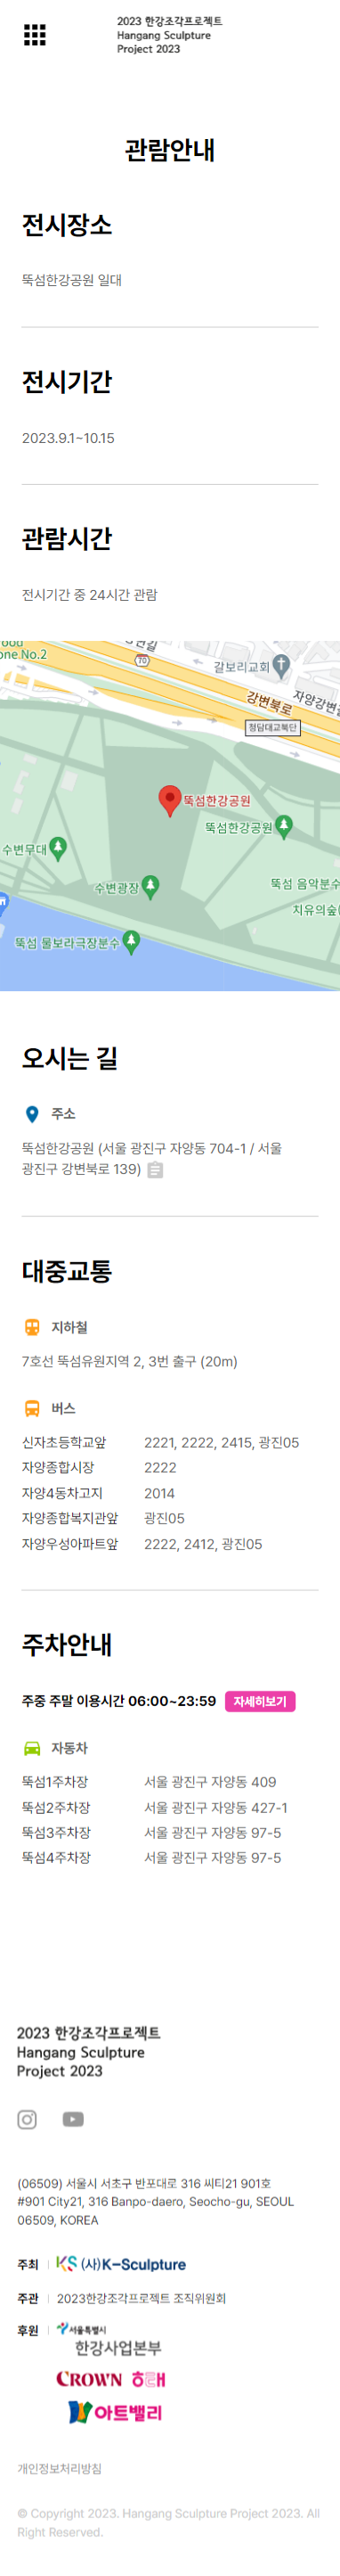 2023 한강조각프로젝트
Hangang Sculpture
Project 2023
관람안내
전시장소
뚝섬한강공원 일대
전시기간
2023.9.1~10.15
관람시간
전시기간 중 24시간 관람
one No.2
70
갈보리교회
강변북로
자양강변길
청담대교북단
뚝섬한강공원
뚝섬한강공원
수변무대
수변광장
뚝섬 음악분수
치유의숲
뚝섬 물보라극장분수
오시는 길
주소
뚝섬한강공원 (서울 광진구 자양동 704-1 / 서울
광진구 강변북로 139)
대중교통
지하철
7호선 뚝섬유원지역 2, 3번 출구 (20m)
버스
신자초등학교앞 2221, 2222, 2415, 광진05
자양종합시장 2222
자양4동차고지 2014
자양종합복지관앞 광진05
자양우성아파트앞 2222, 2412, 광진05
주차안내
주중 주말 이용시간 06:00~23:59 자세히보기
자동차
뚝섬1주차장 서울 광진구 자양동 409
뚝섬2주차장 서울 광진구 자양동 427-1
뚝섬3주차장 서울 광진구 자양동 97-5
뚝섬4주차장 서울 광진구 자양동 97-5
2023 한강조각프로젝트
Hangang Sculpture
Project 2023
(06509) 서울시 서초구 반포대로 316 씨티21 901호
#901 City21, 316 Banpo-daero, Seocho-gu, SEOUL
06509, KOREA
주최 KS (사)K-Sculpture
주관 2023한강조각프로젝트 조직위원회
후원 서울특별시
한강사업본부
CROWN 해태
아트밸리
개인정보처리방침
© Copyright 2023. Hangang Sculpture Project 2023. All
Right Reserved.